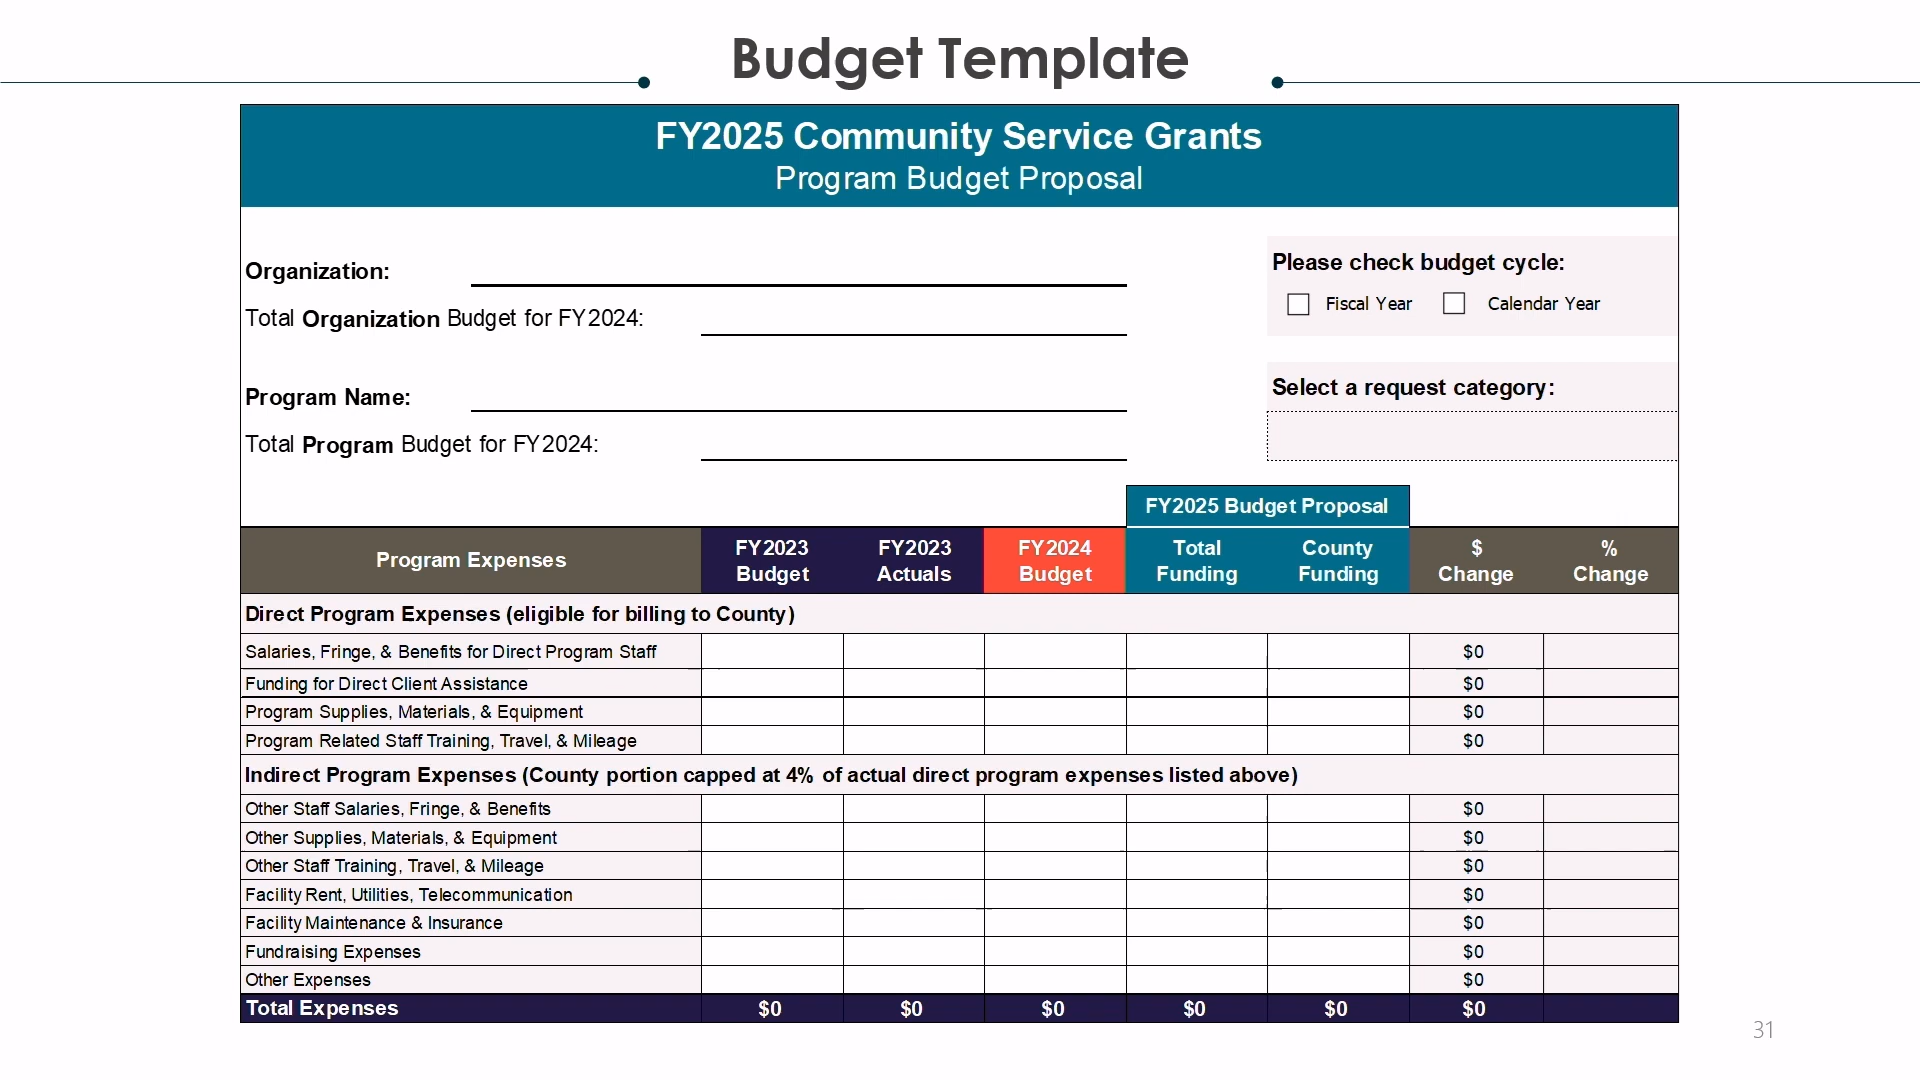 Budget Template
FY2025 Community Service Grants
Program Budget Proposal
Organization:
Total Organization Budget for FY2024:
Please check budget cycle:
Fiscal Year Calendar Year
Program Name:
Total Program Budget for FY2024:
Select a request category:
FY2025 Budget Proposal
Program Expenses FY2023 Budget FY2023 Actuals FY2024 Budget Total Funding County Funding $ Change % Change
Direct Program Expenses (eligible for billing to County)
Salaries, Fringe, & Benefits for Direct Program Staff $0
Funding for Direct Client Assistance $0
Program Supplies, Materials, & Equipment $0
Program Related Staff Training, Travel, & Mileage $0
Indirect Program Expenses (County portion capped at 4% of actual direct program expenses listed above)
Other Staff Salaries, Fringe, & Benefits $0
Other Supplies, Materials, & Equipment $0
Other Staff Training, Travel, & Mileage $0
Facility Rent, Utilities, Telecommunication $0
Facility Maintenance & Insurance $0
Fundraising Expenses $0
Other Expenses $0
Total Expenses $0 $0 $0 $0 $0 $0
31